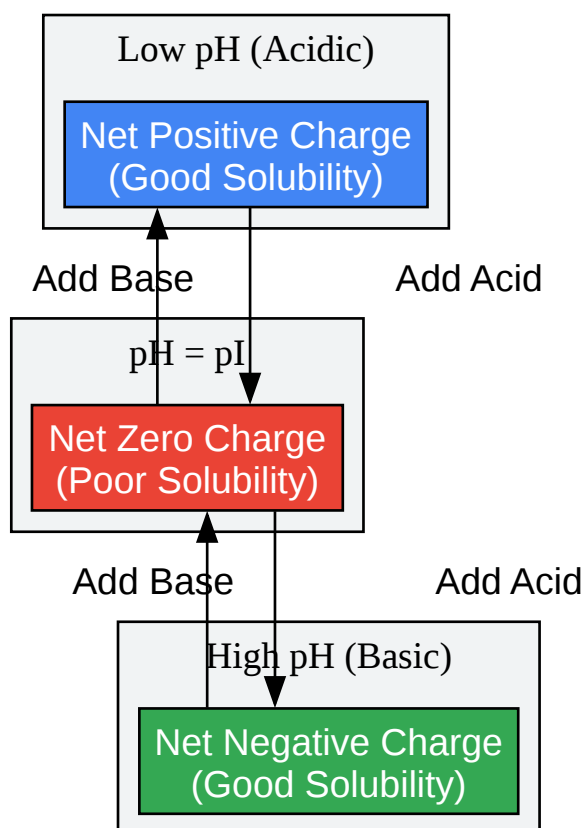 Low pH (Acidic)
Net Positive Charge
(Good Solubility)
Add Base
Add Acid
pH = pI
Net Zero Charge
(Poor Solubility)
Add Base
Add Acid
High pH (Basic)
Net Negative Charge
(Good Solubility)